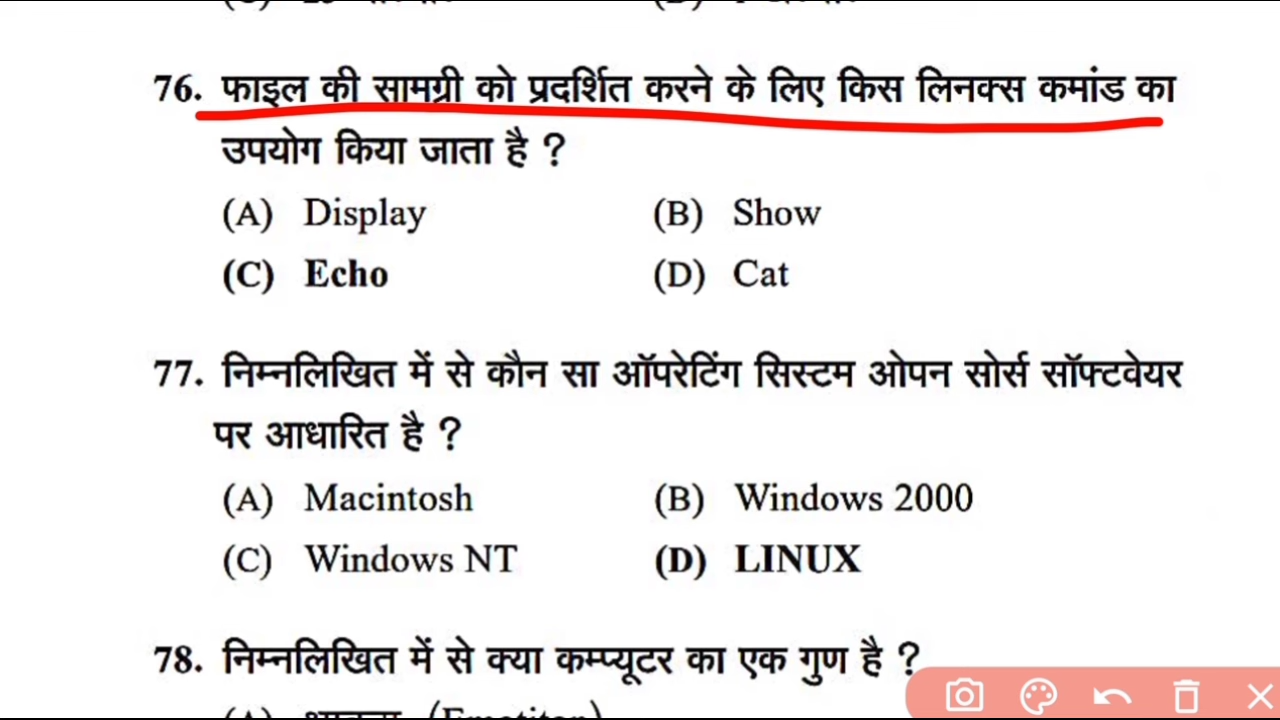 76. फाइल की सामग्री को प्रदर्शित करने के लिए किस लिनक्स कमांड का
उपयोग किया जाता है ?
(A) Display (B) Show
(C) Echo (D) Cat
77. निम्नलिखित में से कौन सा ऑपरेटिंग सिस्टम ओपन सोर्स सॉफ्टवेयर
पर आधारित है ?
(A) Macintosh (B) Windows 2000
(C) Windows NT (D) LINUX
78. निम्नलिखित में से क्या कम्प्यूटर का एक गुण है ?